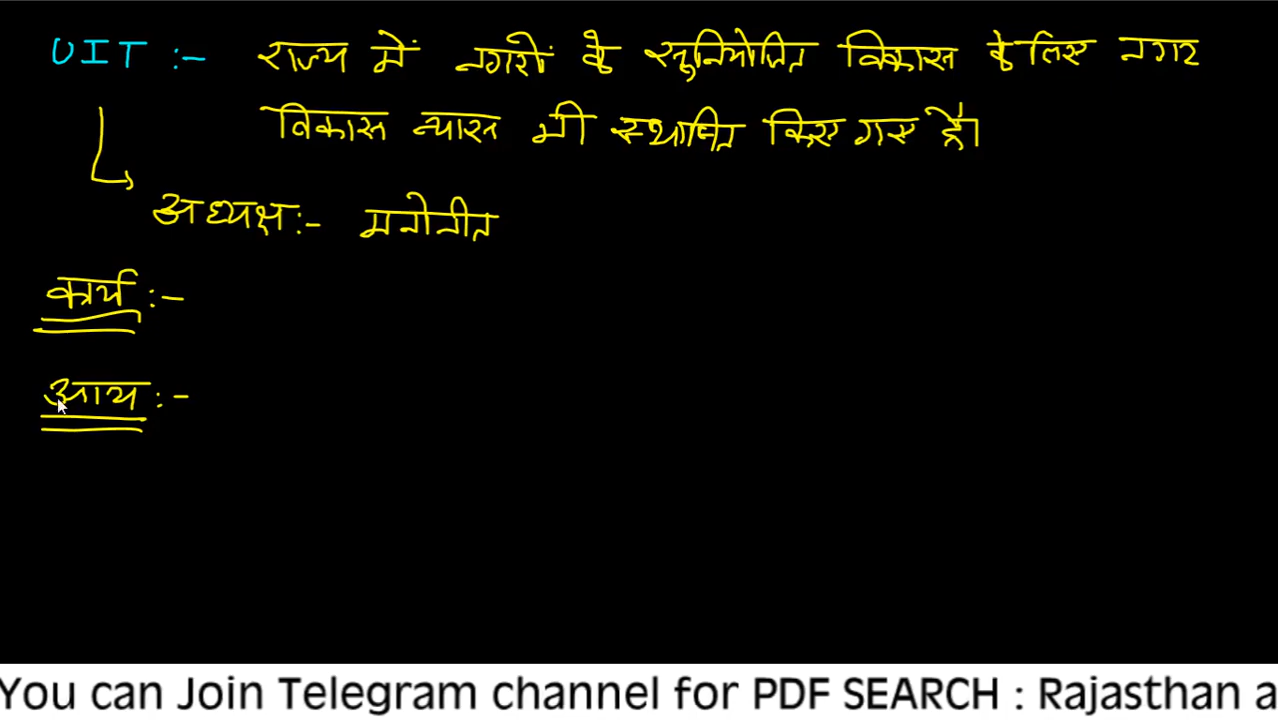 UIT :- राज्य में नगरों के सुनियोजित विकास के लिए नगर
विकास न्यास भी स्थापित किए गए है।
अध्यक्ष:- मनोनीत
कार्य :-
आय :-
You can Join Telegram channel for PDF SEARCH : Rajasthan a